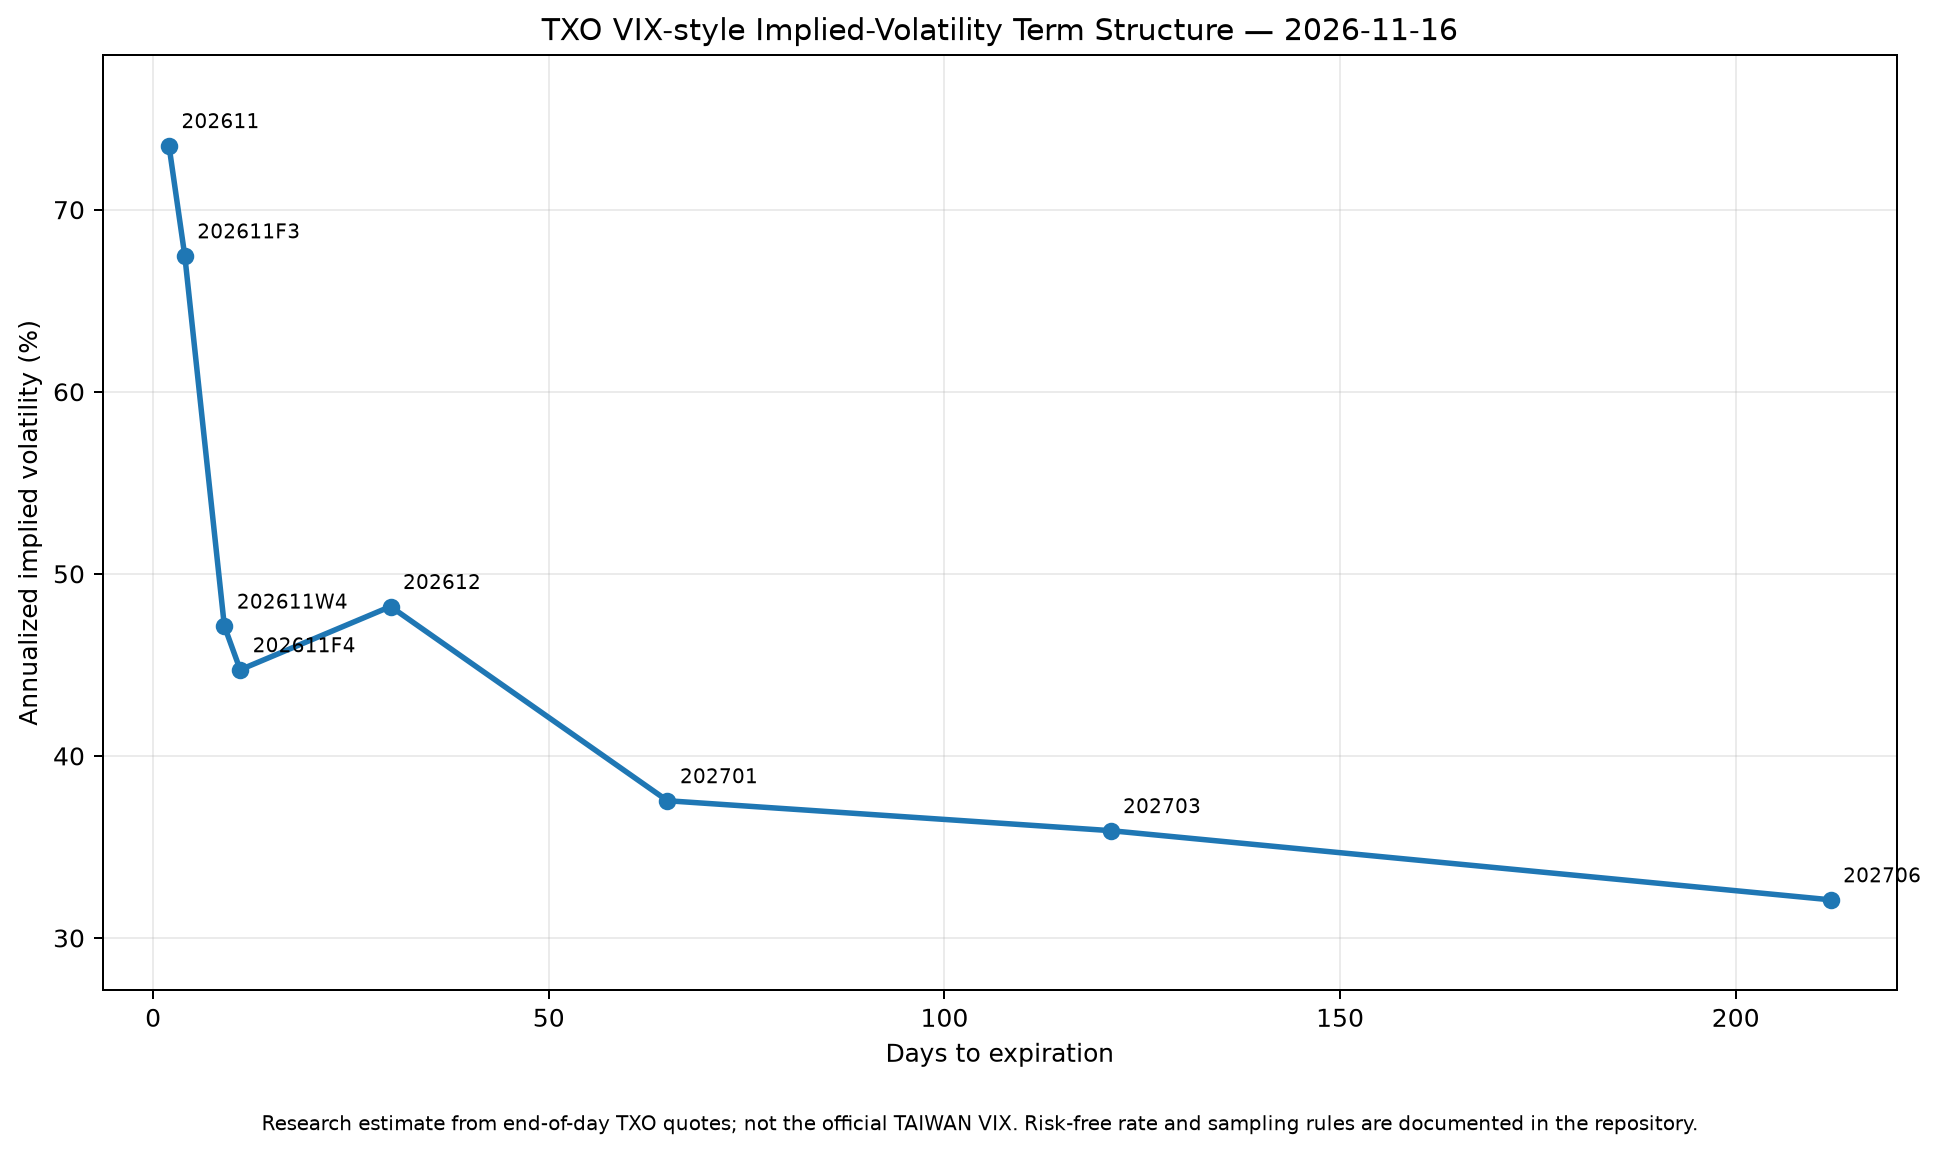 TXO VIX-style Implied-Volatility Term Structure — 2026-11-16
Annualized implied volatility (%)
70
60
50
40
30
202611
202611F3
202611W4
202611F4
202612
202701
202703
202706
0
50
100
150
200
Days to expiration
Research estimate from end-of-day TXO quotes; not the official TAIWAN VIX. Risk-free rate and sampling rules are documented in the repository.